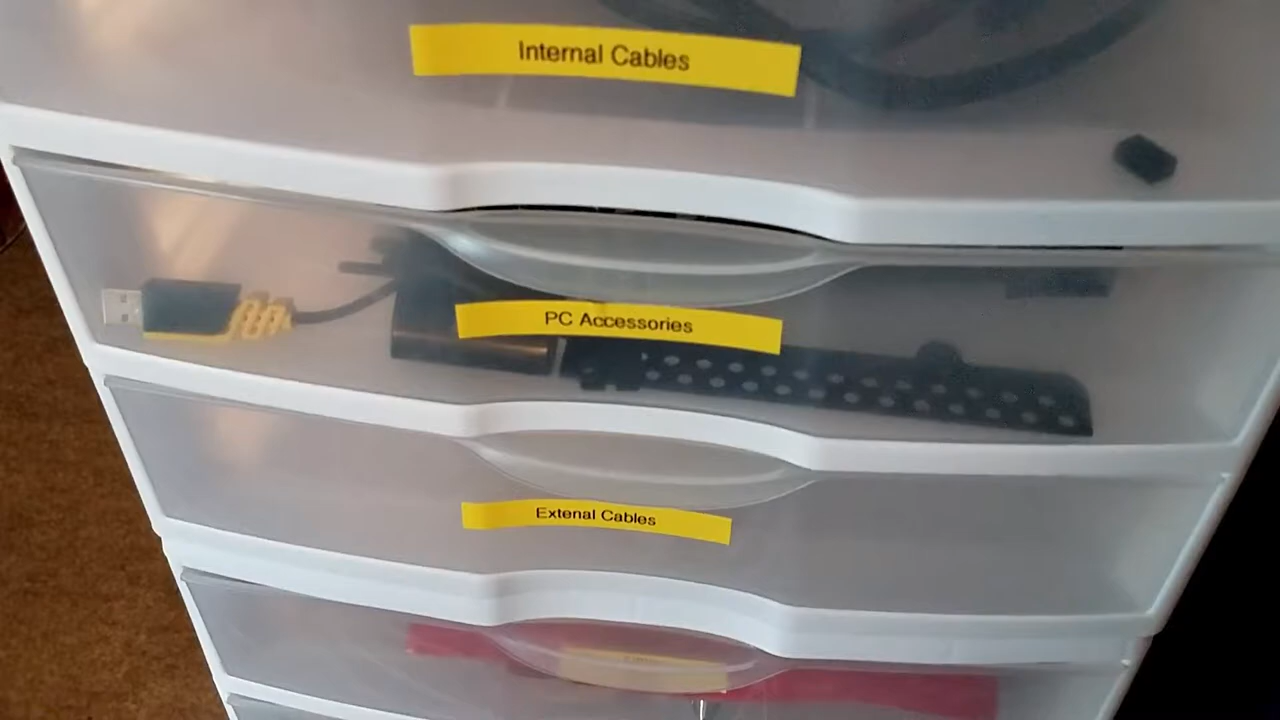 Internal Cables
PC Accessories
Extenal Cables